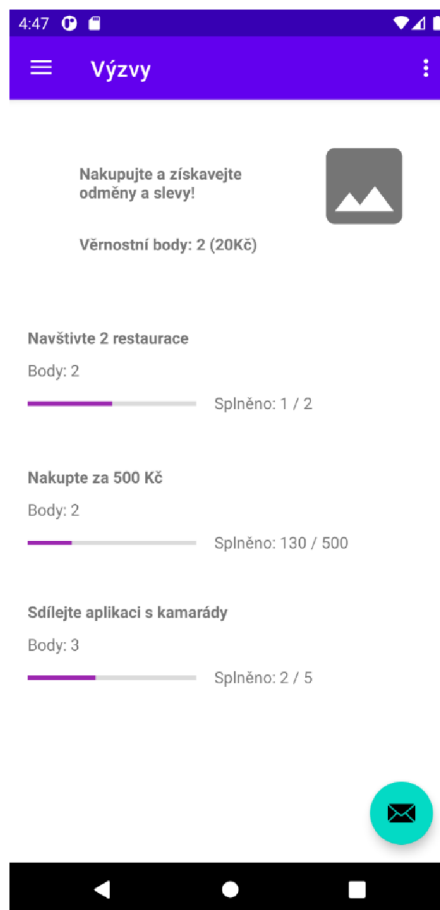 4:47
Výzvy
Nakupujte a získavejte
odměny a slevy!
Věrnostní body: 2 (20Kč)
Navštivte 2 restaurace
Body: 2
Splněno: 1 / 2
Nakupte za 500 Kč
Body: 2
Splněno: 130 / 500
Sdílejte aplikaci s kamarády
Body: 3
Splněno: 2 / 5